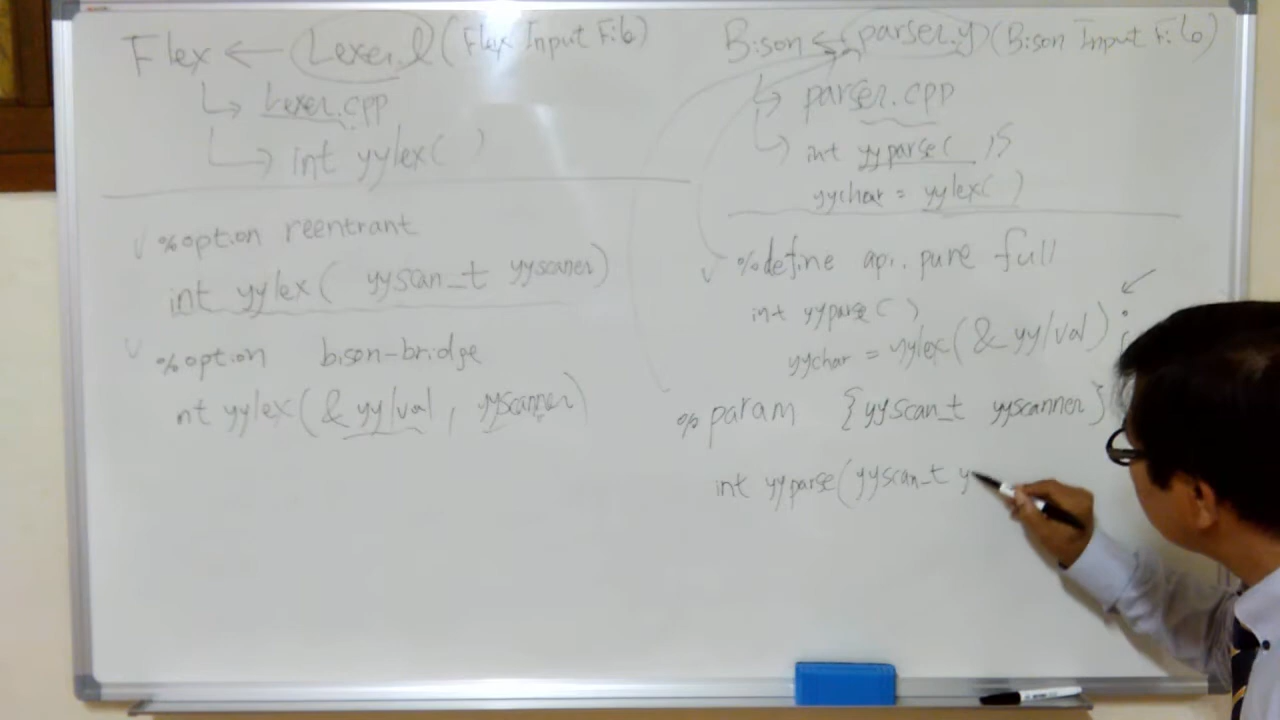 Flex ← Lexer.l (Flex Input File)
Lexer.cpp
int yylex( )
%option reentrant
int yylex( yyscan_t yyscaner)
%option bison-bridge
nt yylex(& yylval, yyscanner)
Bison ← parser.y (Bison Input File)
parser.cpp
int yyparse( ){
yychar = yylex( )
%define api.pure full
int yyparse( )
yychar = yylex(& yylval)
%param {yyscan_t yyscanner}
int yyparse(yyscan_t y